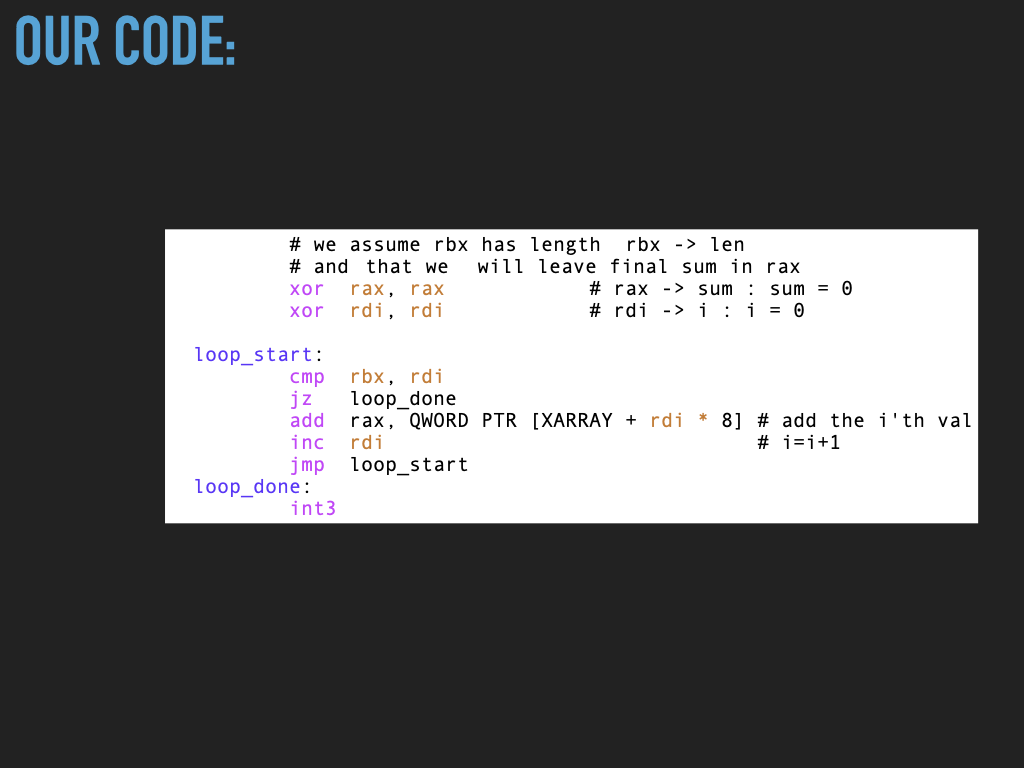 OUR CODE:
# we assume rbx has length  rbx -> len
# and that we  will leave final sum in rax
xor  rax, rax            # rax -> sum : sum = 0
xor  rdi, rdi            # rdi -> i : i = 0
loop_start:
cmp  rbx, rdi
jz   loop_done
add  rax, QWORD PTR [XARRAY + rdi * 8] # add the i'th val
inc  rdi                               # i=i+1
jmp  loop_start
loop_done:
int3